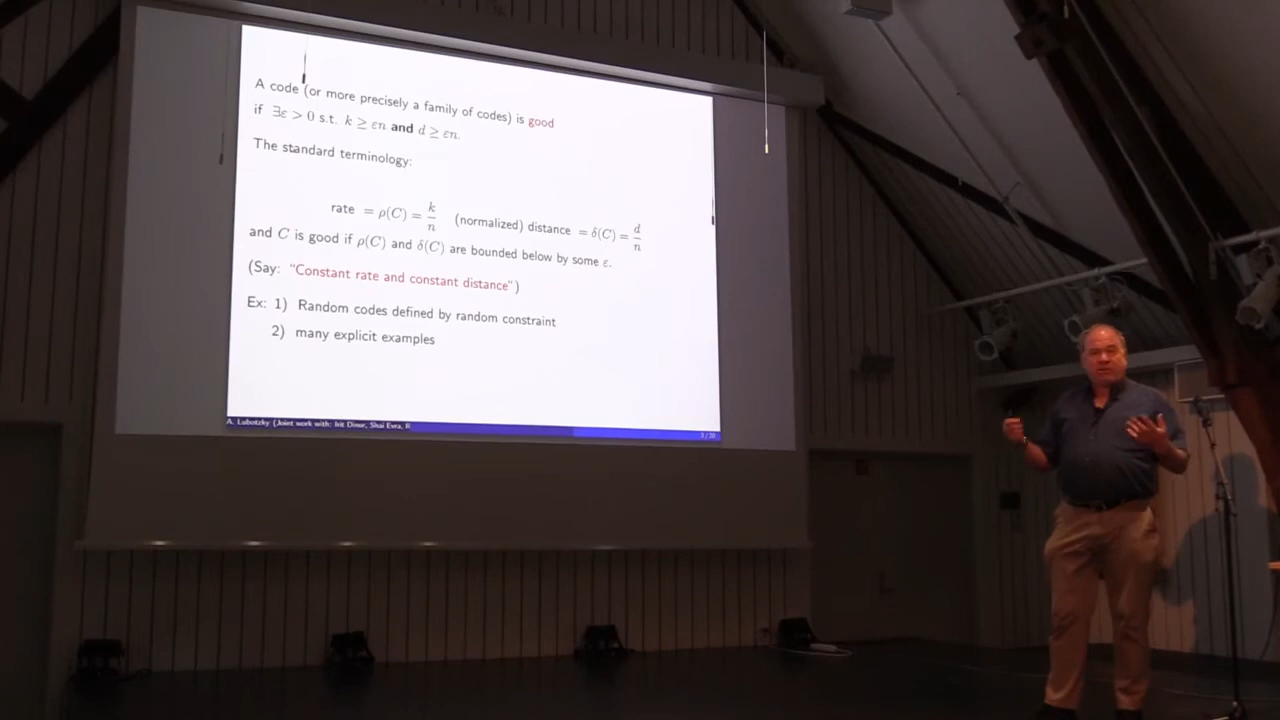 A code (or more precisely a family of codes) is good
if ∃ε > 0 s.t. k ≥ εn and d ≥ εn.
The standard terminology:
rate = ρ(C) = k/n (normalized) distance = δ(C) = d/n
and C is good if ρ(C) and δ(C) are bounded below by some ε.
(Say: "Constant rate and constant distance")
Ex: 1) Random codes defined by random constraint
2) many explicit examples
A. Lubotzky (Joint work with: Irit Dinur, Shai Evra, R
3 / 20